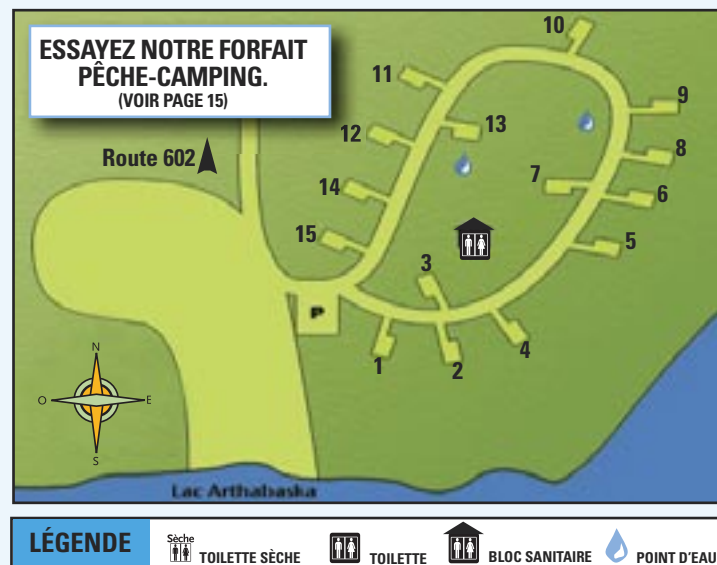 ESSAYEZ NOTRE FORFAIT
PÊCHE-CAMPING.
(VOIR PAGE 15)
10
11
9
12
13
Route 602
8
14
7
6
15
5
3
P
4
1
2
N
O
E
S
Lac Arthabaska
LÉGENDE
Sèche
TOILETTE SÈCHE
TOILETTE
BLOC SANITAIRE
POINT D'EAU